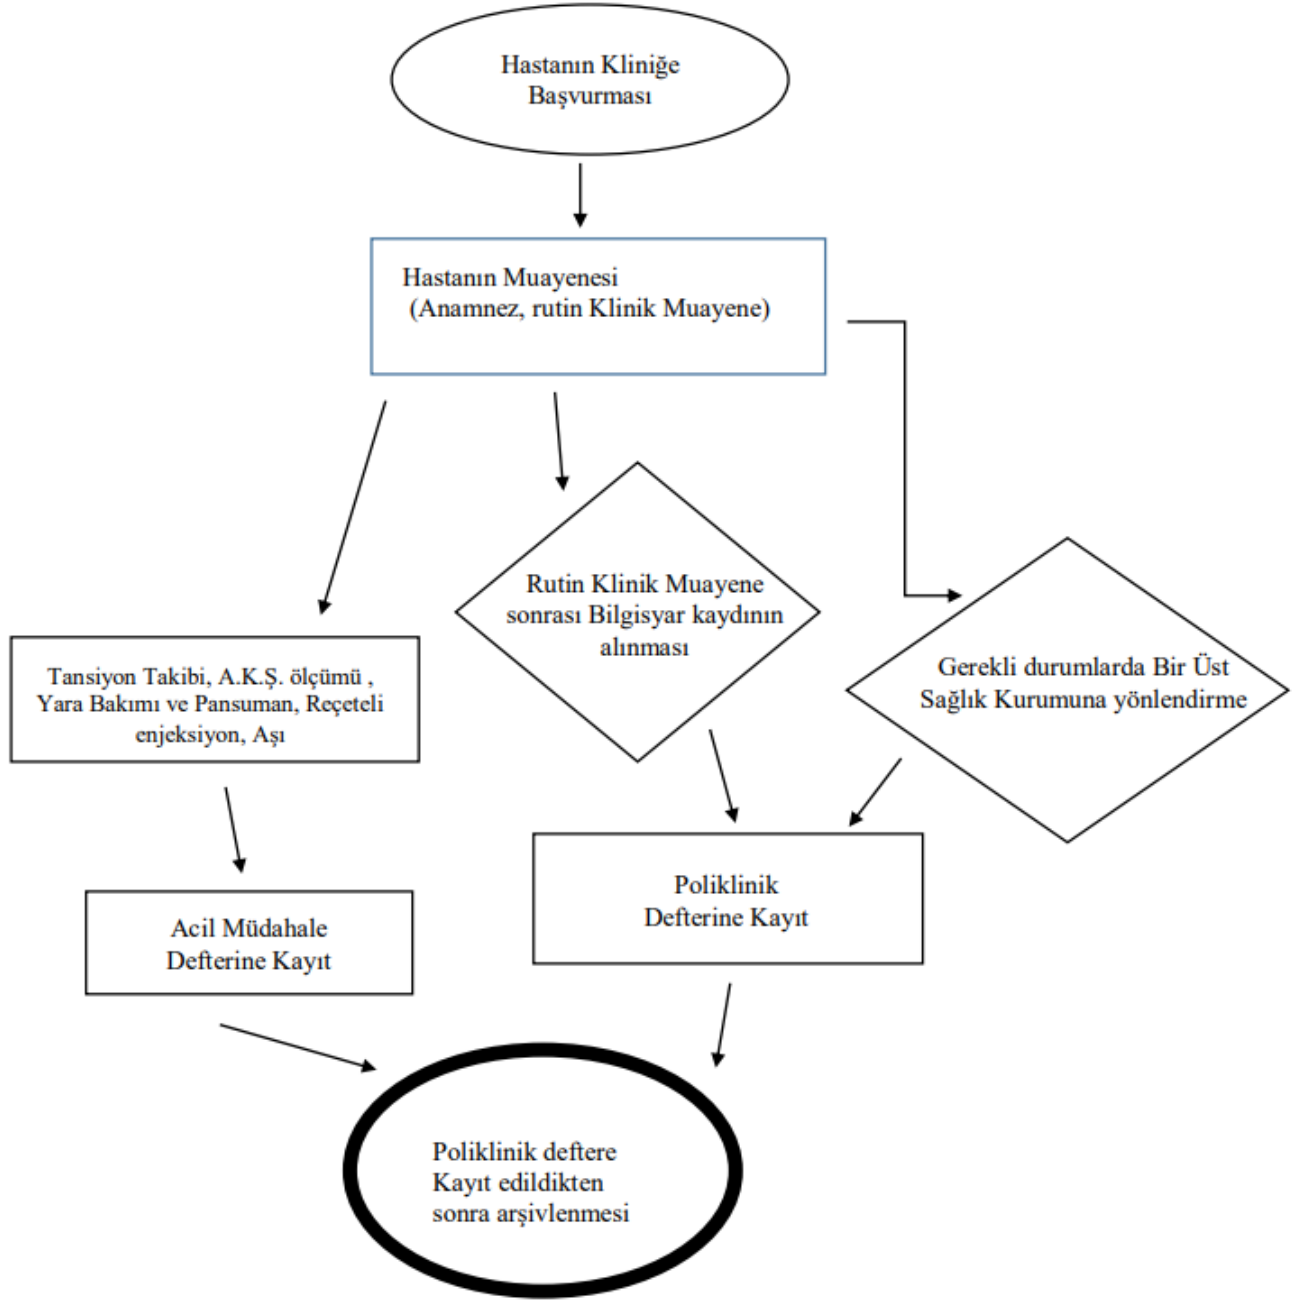 Hastanın Kliniğe
Başvurması
Hastanın Muayenesi
(Anamnez, rutin Klinik Muayene)
Rutin Klinik Muayene
sonrası Bilgisyar kaydının
alınması
Gerekli durumlarda Bir Üst
Sağlık Kurumuna yönlendirme
Tansiyon Takibi, A.K.Ş. ölçümü ,
Yara Bakımı ve Pansuman, Reçeteli
enjeksiyon, Aşı
Poliklinik
Defterine Kayıt
Acil Müdahale
Defterine Kayıt
Poliklinik deftere
Kayıt edildikten
sonra arşivlenmesi